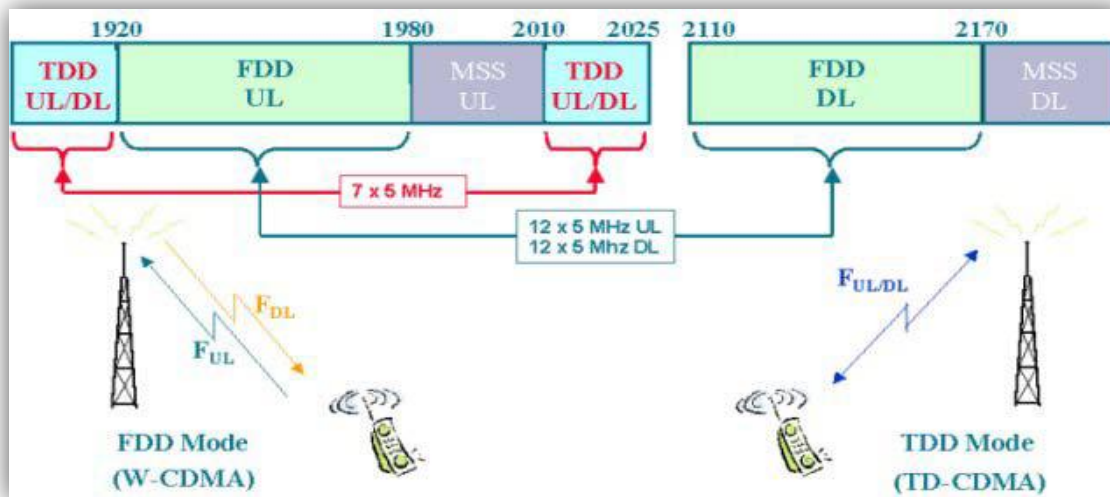 1920 1980 2010 2025 2110 2170
TDD UL/DL
FDD UL
MSS UL
TDD UL/DL
FDD DL
MSS DL
7 x 5 MHz
12 x 5 MHz UL
12 x 5 Mhz DL
FDL
FUL
FUL/DL
FDD Mode
(W-CDMA)
TDD Mode
(TD-CDMA)